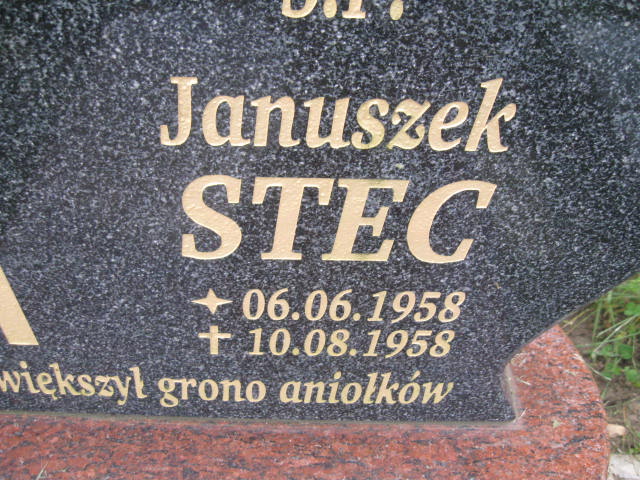 Ś.P.
Januszek
STEC
✦ 06.06.1958
✝ 10.08.1958
większył grono aniołków